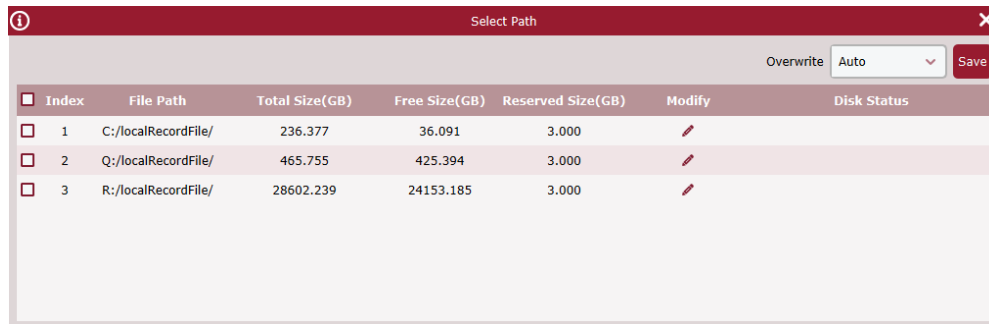 Select Path
Overwrite Auto Save
Index File Path Total Size(GB) Free Size(GB) Reserved Size(GB) Modify Disk Status
1 C:/localRecordFile/ 236.377 36.091 3.000
2 Q:/localRecordFile/ 465.755 425.394 3.000
3 R:/localRecordFile/ 28602.239 24153.185 3.000